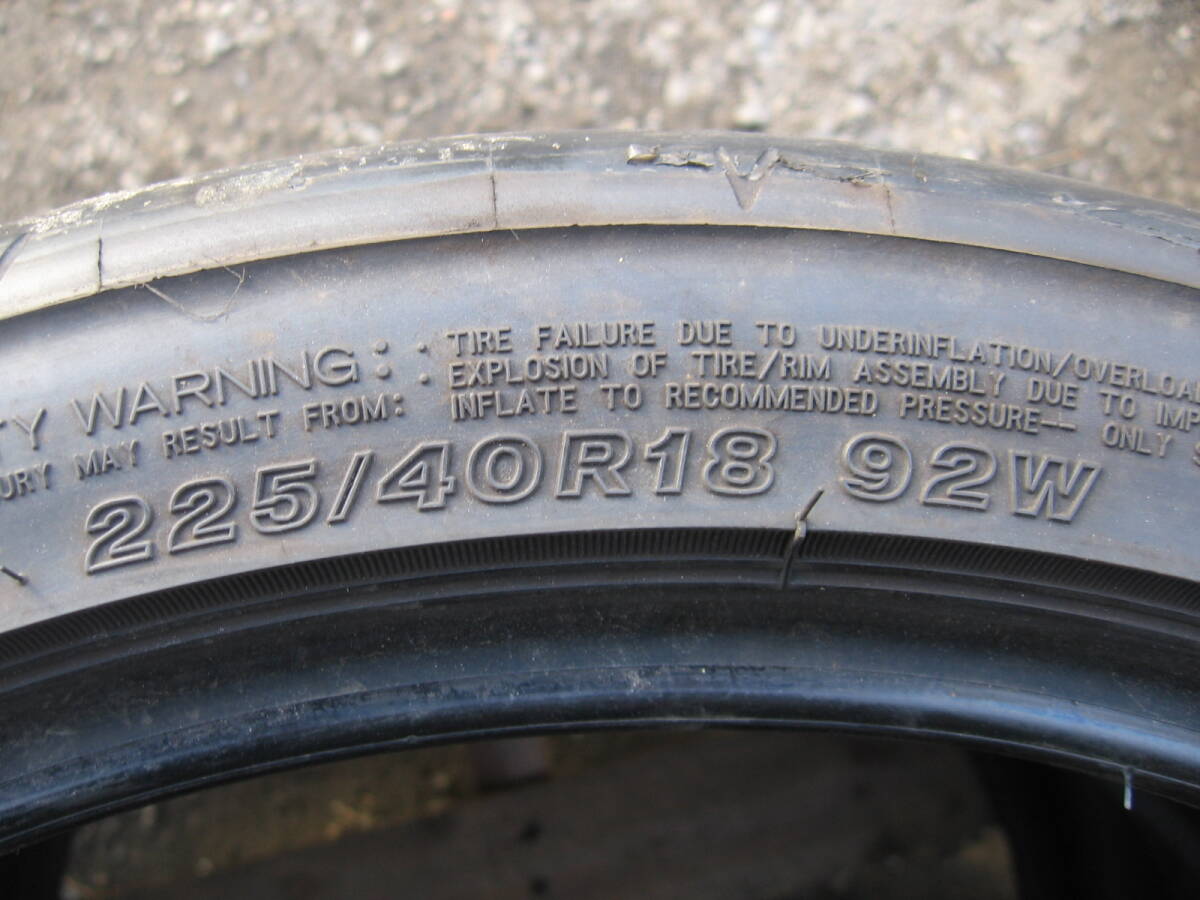 TY WARNING:
URY MAY RESULT FROM:
: TIRE FAILURE DUE TO UNDERINFLATION/OVERLOA
: EXPLOSION OF TIRE/RIM ASSEMBLY DUE TO IMP
INFLATE TO RECOMMENDED PRESSURE-- ONLY S
225/40R18 92W